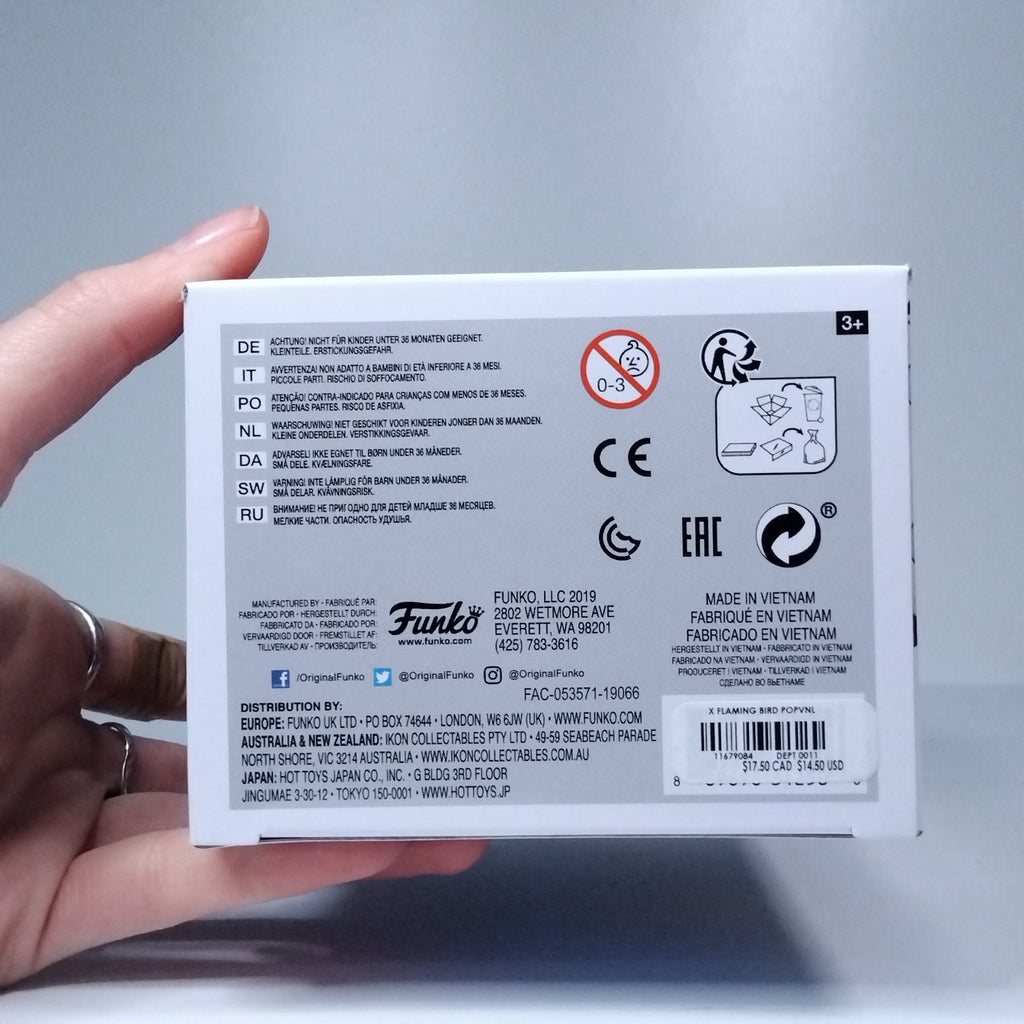 3+
DE ACHTUNG! NICHT FÜR KINDER UNTER 36 MONATEN GEEIGNET.
KLEINTEILE. ERSTICKUNGSGEFAHR.
IT AVVERTENZA! NON ADATTO A BAMBINI DI ETÀ INFERIORE A 36 MESI.
PICCOLE PARTI. RISCHIO DI SOFFOCAMENTO.
PO ATENÇÃO! CONTRA-INDICADO PARA CRIANÇAS COM MENOS DE 36 MESES.
PEQUENAS PARTES. RISCO DE ASFIXIA.
NL WAARSCHUWING! NIET GESCHIKT VOOR KINDEREN JONGER DAN 36 MAANDEN.
KLEINE ONDERDELEN. VERSTIKKINGSGEVAAR.
DA ADVARSEL! IKKE EGNET TIL BØRN UNDER 36 MÅNEDER.
SMÅ DELE. KVÆLNINGSFARE.
SW VARNING! INTE LÄMPLIG FÖR BARN UNDER 36 MÅNADER.
SMÅ DELAR. KVÄVNINGSRISK.
RU ВНИМАНИЕ! НЕ ПРИГОДНО ДЛЯ ДЕТЕЙ МЛАДШЕ 36 МЕСЯЦЕВ.
МЕЛКИЕ ЧАСТИ. ОПАСНОСТЬ УДУШЬЯ.
0-3
CE
EAC
®
MANUFACTURED BY · FABRIQUÉ PAR:
FABRICADO POR · HERGESTELLT DURCH:
FABBRICATO DA · FABRICADO POR:
VERVAARDIGD DOOR · FREMSTILLET AF:
TILLVERKAD AV · ПРОИЗВОДИТЕЛЬ:
Funko
www.funko.com
FUNKO, LLC 2019
2802 WETMORE AVE
EVERETT, WA 98201
(425) 783-3616
MADE IN VIETNAM
FABRIQUÉ EN VIETNAM
FABRICADO EN VIETNAM
HERGESTELLT IN VIETNAM · FABBRICATO IN VIETNAM
FABRICADO NA VIETNAM · VERVAARDIGD IN VIETNAM
PRODUCERET I VIETNAM · TILLVERKAD I VIETNAM
СДЕЛАНО ВО ВЬЕТНАМЕ
/OriginalFunko @OriginalFunko @OriginalFunko
FAC-053571-19066
DISTRIBUTION BY:
EUROPE: FUNKO UK LTD · PO BOX 74644 · LONDON, W6 6JW (UK) · WWW.FUNKO.COM
AUSTRALIA & NEW ZEALAND: IKON COLLECTABLES PTY LTD · 49-59 SEABEACH PARADE
NORTH SHORE, VIC 3214 AUSTRALIA · WWW.IKONCOLLECTABLES.COM.AU
JAPAN: HOT TOYS JAPAN CO., INC. · G BLDG 3RD FLOOR
JINGUMAE 3-30-12 · TOKYO 150-0001 · WWW.HOTTOYS.JP
X FLAMING BIRD POPVNL
11679084 DEPT 0011
$17.50 CAD $14.50 USD